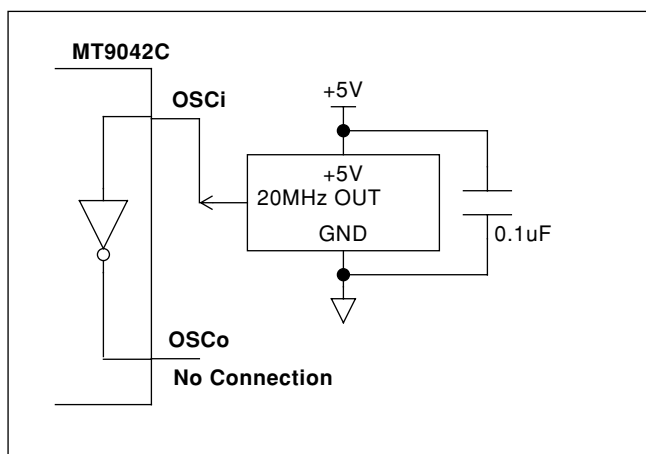 MT9042C
OSCi
+5V
+5V
20MHz OUT
GND
0.1uF
OSCo
No Connection